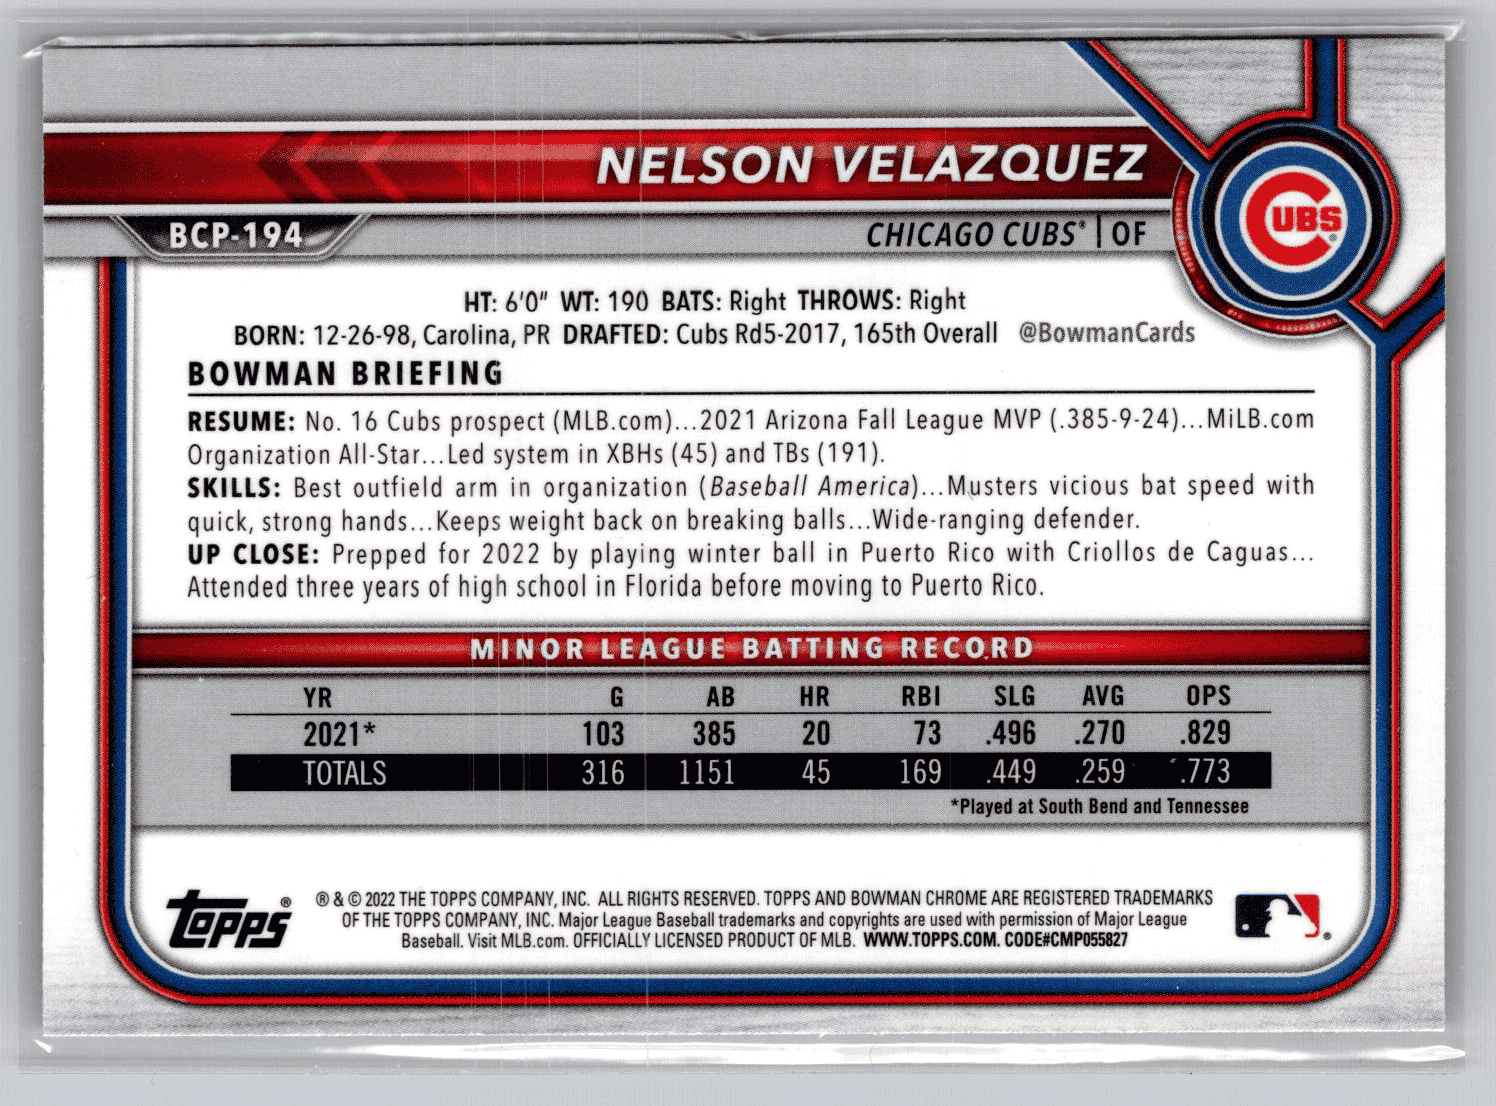 NELSON VELAZQUEZ
BCP-194
CHICAGO CUBS® | OF
CUBS®
HT: 6'0" WT: 190 BATS: Right THROWS: Right
BORN: 12-26-98, Carolina, PR DRAFTED: Cubs Rd5-2017, 165th Overall @BowmanCards
BOWMAN BRIEFING
RESUME: No. 16 Cubs prospect (MLB.com)...2021 Arizona Fall League MVP (.385-9-24)...MiLB.com
Organization All-Star...Led system in XBHs (45) and TBs (191).
SKILLS: Best outfield arm in organization (Baseball America)...Musters vicious bat speed with
quick, strong hands...Keeps weight back on breaking balls...Wide-ranging defender.
UP CLOSE: Prepped for 2022 by playing winter ball in Puerto Rico with Criollos de Caguas...
Attended three years of high school in Florida before moving to Puerto Rico.
MINOR LEAGUE BATTING RECORD
YR G AB HR RBI SLG AVG OPS
2021* 103 385 20 73 .496 .270 .829
TOTALS 316 1151 45 169 .449 .259 .773
*Played at South Bend and Tennessee
Topps®
® & © 2022 THE TOPPS COMPANY, INC. ALL RIGHTS RESERVED. TOPPS AND BOWMAN CHROME ARE REGISTERED TRADEMARKS
OF THE TOPPS COMPANY, INC. Major League Baseball trademarks and copyrights are used with permission of Major League
Baseball. Visit MLB.com. OFFICIALLY LICENSED PRODUCT OF MLB. WWW.TOPPS.COM. CODE#CMP055827